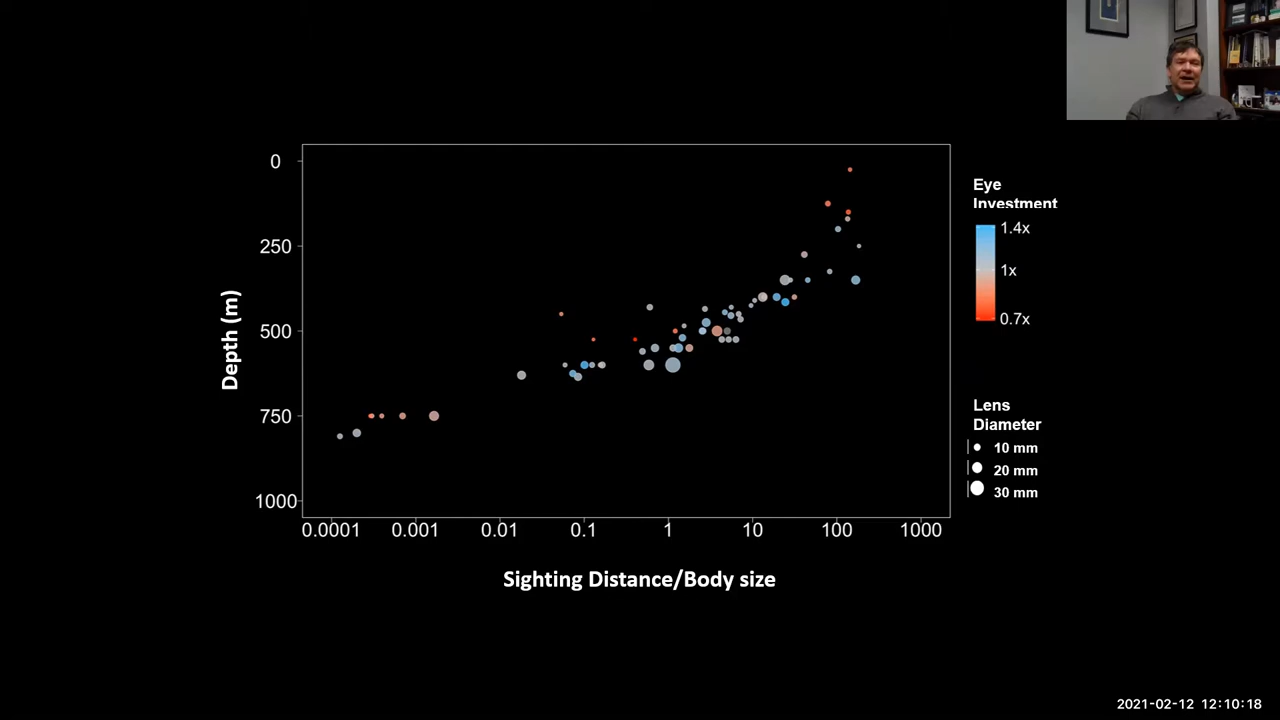 0
250
500
750
1000
Depth (m)
0.0001 0.001 0.01 0.1 1 10 100 1000
Sighting Distance/Body size
Eye
Investment
1.4x
1x
0.7x
Lens
Diameter
10 mm
20 mm
30 mm
2021-02-12 12:10:18